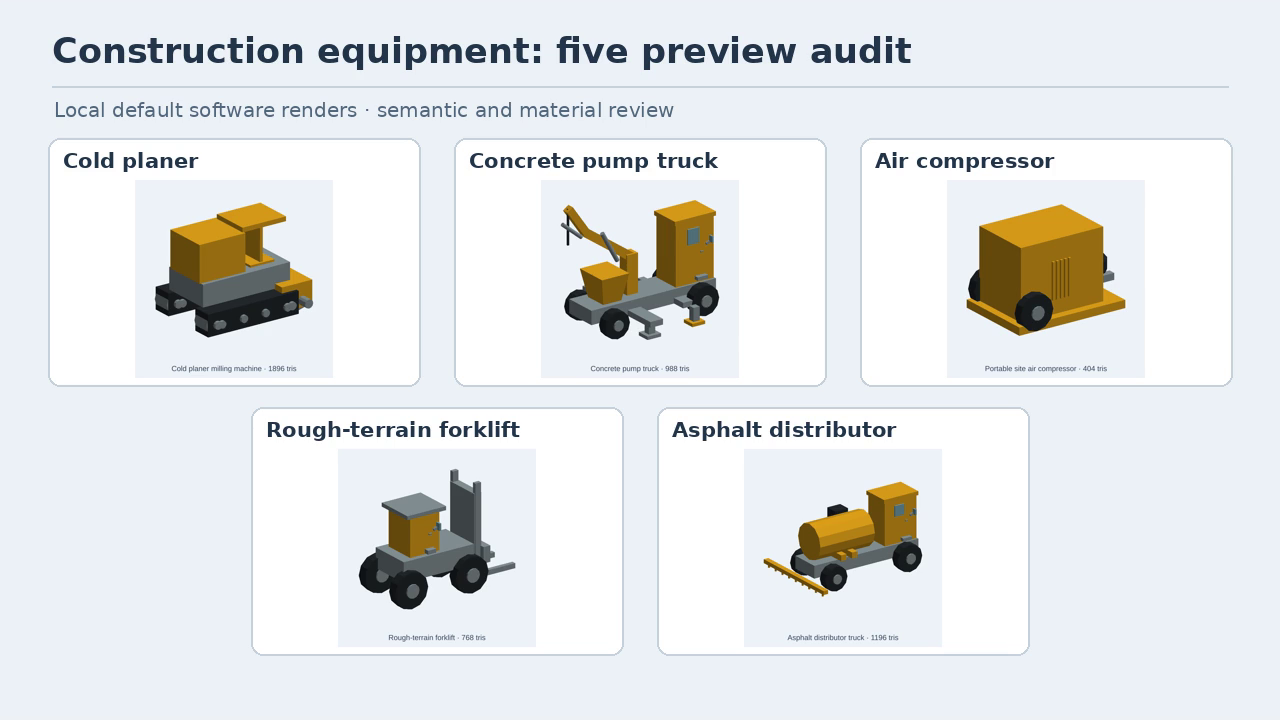 Construction equipment: five preview audit
Local default software renders · semantic and material review
Cold planer
Cold planer milling machine · 1896 tris
Concrete pump truck
Concrete pump truck · 988 tris
Air compressor
Portable site air compressor · 404 tris
Rough-terrain forklift
Rough-terrain forklift · 768 tris
Asphalt distributor
Asphalt distributor truck · 1196 tris